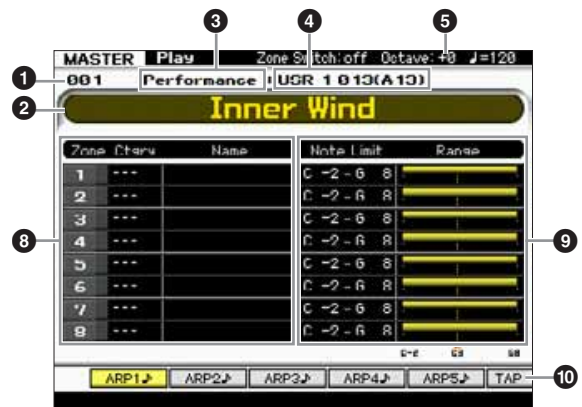 3 4 5
MASTER Play Zone Switch:off Octave:+0 ♩=120
1 001 Performance USR 1 013(A13)
2 Inner Wind
Zone Ctgry Name Note Limit Range
1 --- C -2 - G 8
2 --- C -2 - G 8
3 --- C -2 - G 8
8 4 --- C -2 - G 8 9
5 --- C -2 - G 8
6 --- C -2 - G 8
7 --- C -2 - G 8
8 --- C -2 - G 8
C-2 G3 G8
ARP1♪ ARP2♪ ARP3♪ ARP4♪ ARP5♪ TAP 10